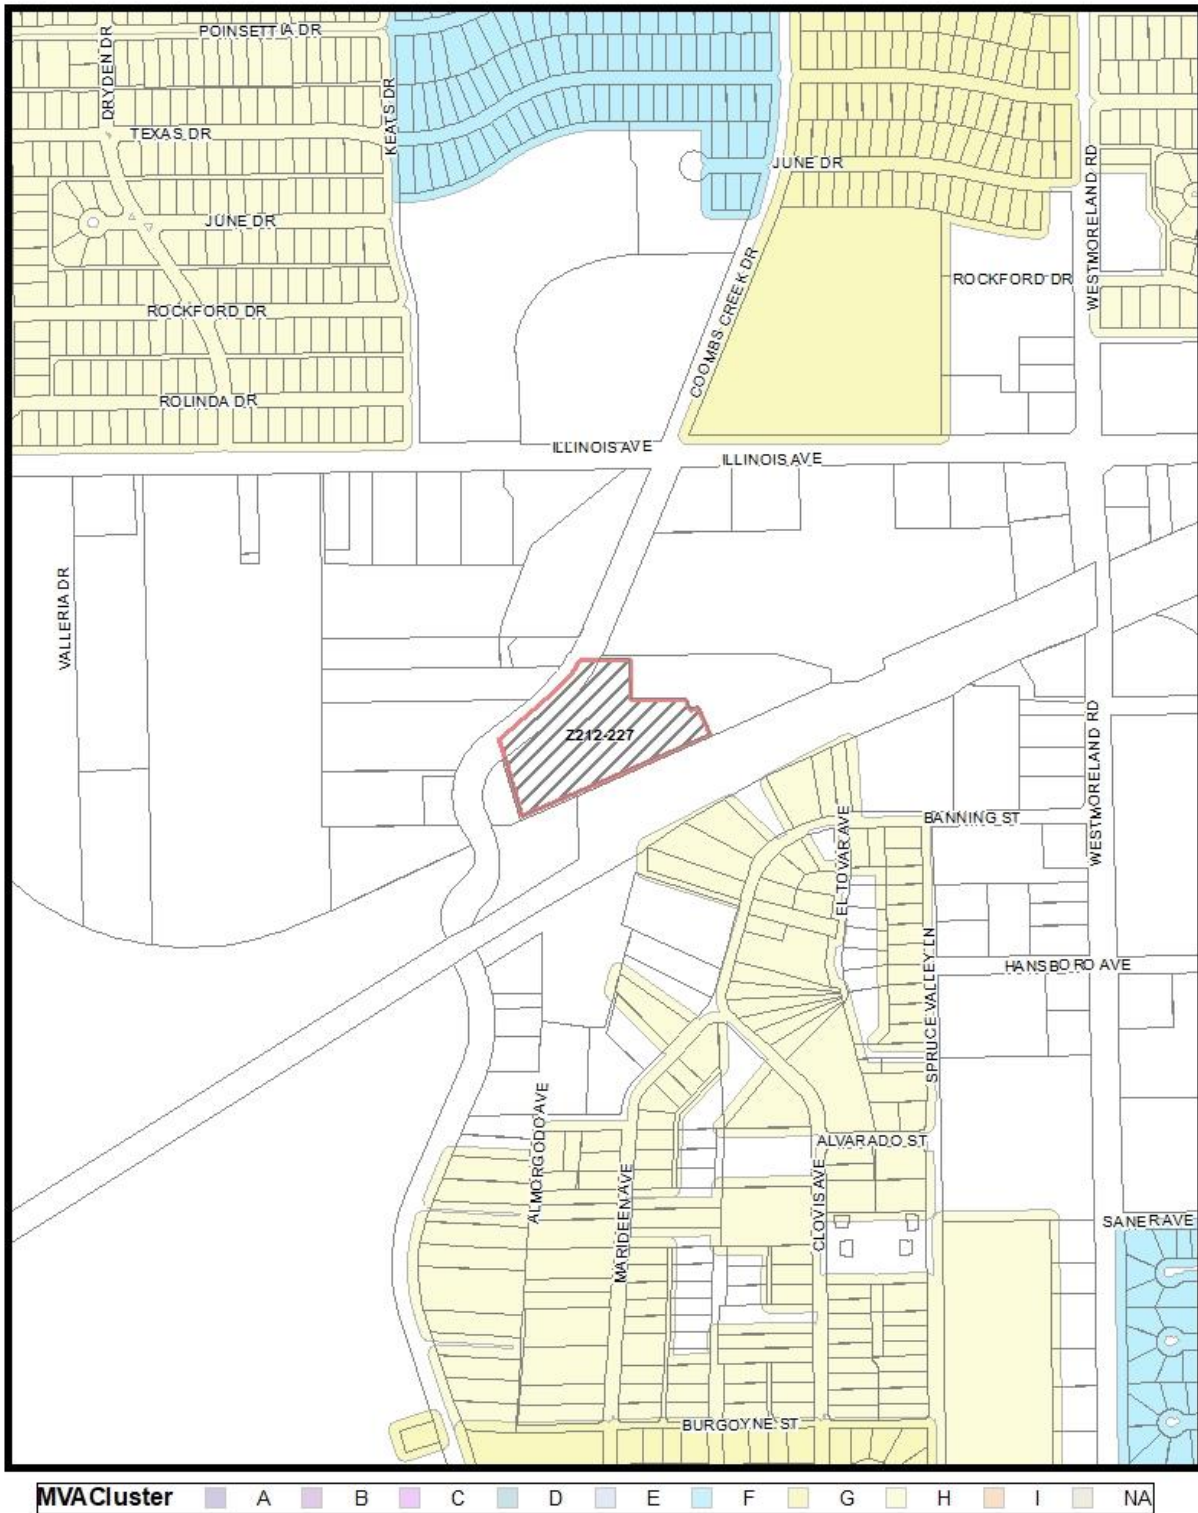 POINSETTIA DR
DRYDEN DR
KEATS DR
TEXAS DR
JUNE DR
WESTMORELAND RD
JUNE DR
COOMBS CREEK DR
ROCKFORD DR
ROCKFORD DR
ROLINDA DR
ILLINOIS AVE
ILLINOIS AVE
VALLERIA DR
Z212-227
WESTMORELAND RD
BANNING ST
EL TOVAR AVE
SPRUCE VALLEY LN
HANSBORO AVE
ALMORGODO AVE
ALVARADO ST
MARIDEEN AVE
CLOVIS AVE
SANER AVE
BURGOYNE ST
MVA Cluster A B C D E F G H I NA